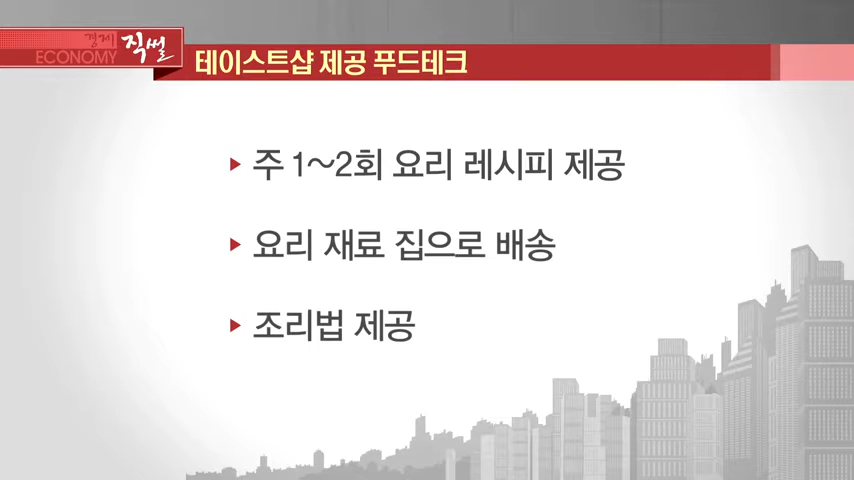 경제
ECONOMY 직썰
테이스트샵 제공 푸드테크
주 1~2회 요리 레시피 제공
요리 재료 집으로 배송
조리법 제공